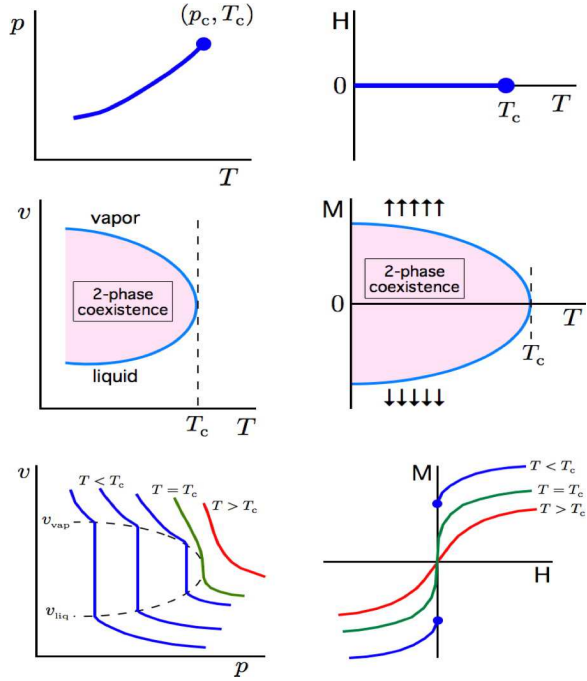 p
(p_c, T_c)
T
H
0
T_c
T
v
vapor
2-phase
coexistence
liquid
T_c
T
M
↑↑↑↑↑
2-phase
coexistence
0
T
T_c
↓↓↓↓↓
v
T < T_c
T = T_c
T > T_c
v_vap
v_liq
p
M
T < T_c
T = T_c
T > T_c
H